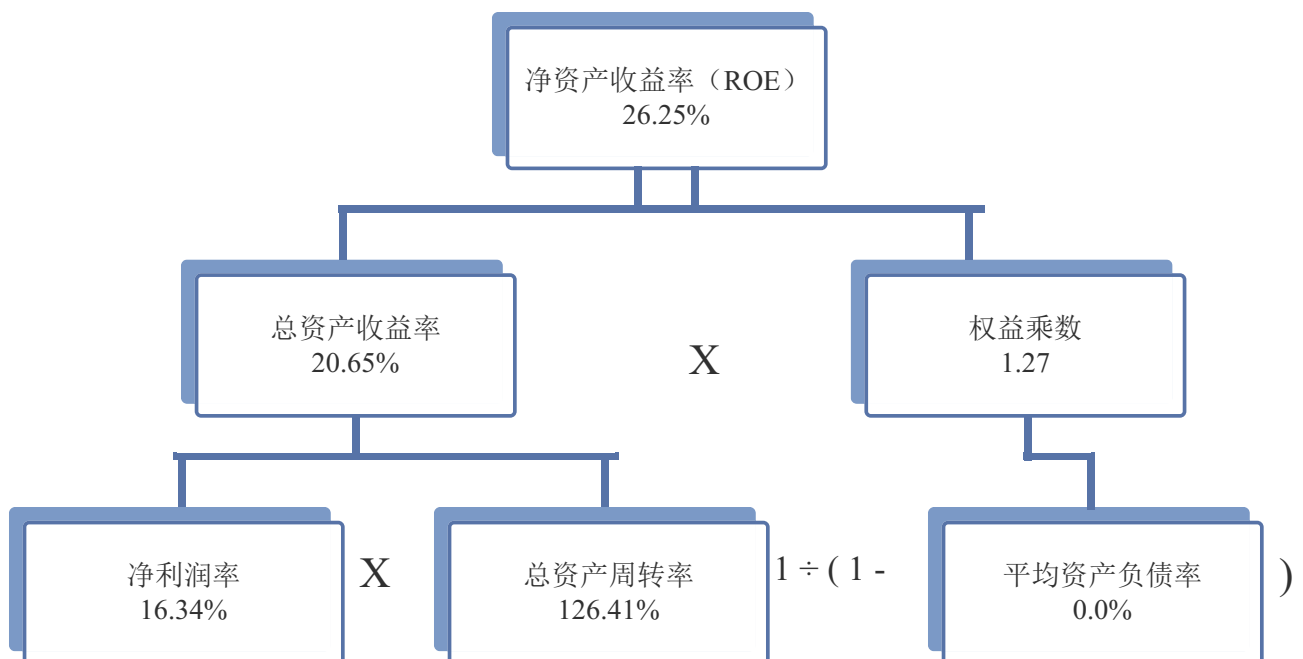 净资产收益率（ROE）
26.25%
总资产收益率
20.65%
X
权益乘数
1.27
净利润率
16.34%
X
总资产周转率
126.41%
1 ÷ ( 1 -
平均资产负债率
0.0%
)